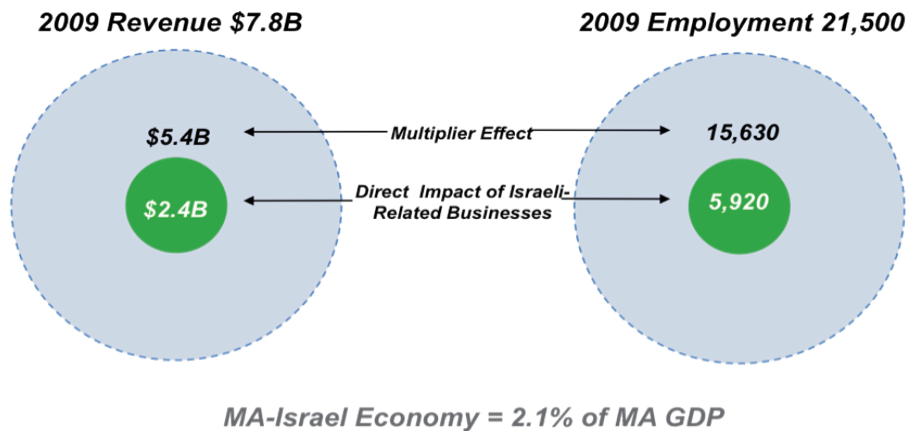 2009 Revenue $7.8B
2009 Employment 21,500
$5.4B
Multiplier Effect
15,630
$2.4B
Direct Impact of Israeli-
Related Businesses
5,920
MA-Israel Economy = 2.1% of MA GDP